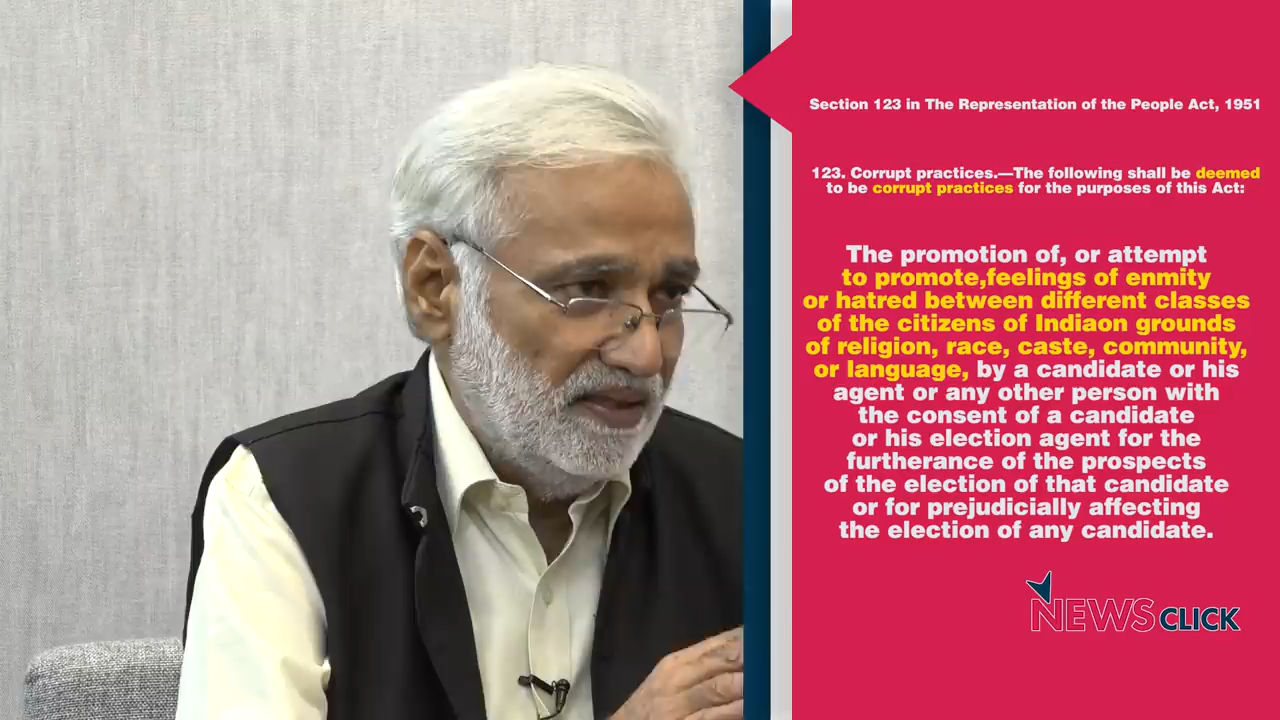 Section 123 in The Representation of the People Act, 1951
123. Corrupt practices.—The following shall be deemed
to be corrupt practices for the purposes of this Act:
The promotion of, or attempt
to promote,feelings of enmity
or hatred between different classes
of the citizens of Indiaon grounds
of religion, race, caste, community,
or language, by a candidate or his
agent or any other person with
the consent of a candidate
or his election agent for the
furtherance of the prospects
of the election of that candidate
or for prejudicially affecting
the election of any candidate.
NEWSCLICK